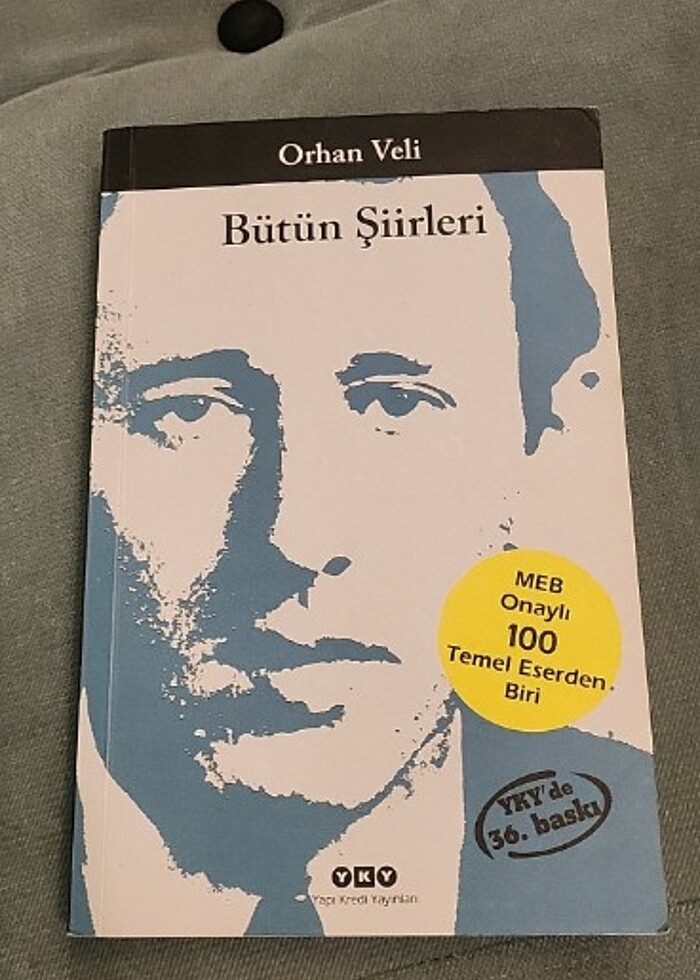 Orhan Veli
Bütün Şiirleri
MEB
Onaylı
100
Temel Eserden
Biri
YKY'de
36. baskı
YKY
Yapı Kredi Yayınları